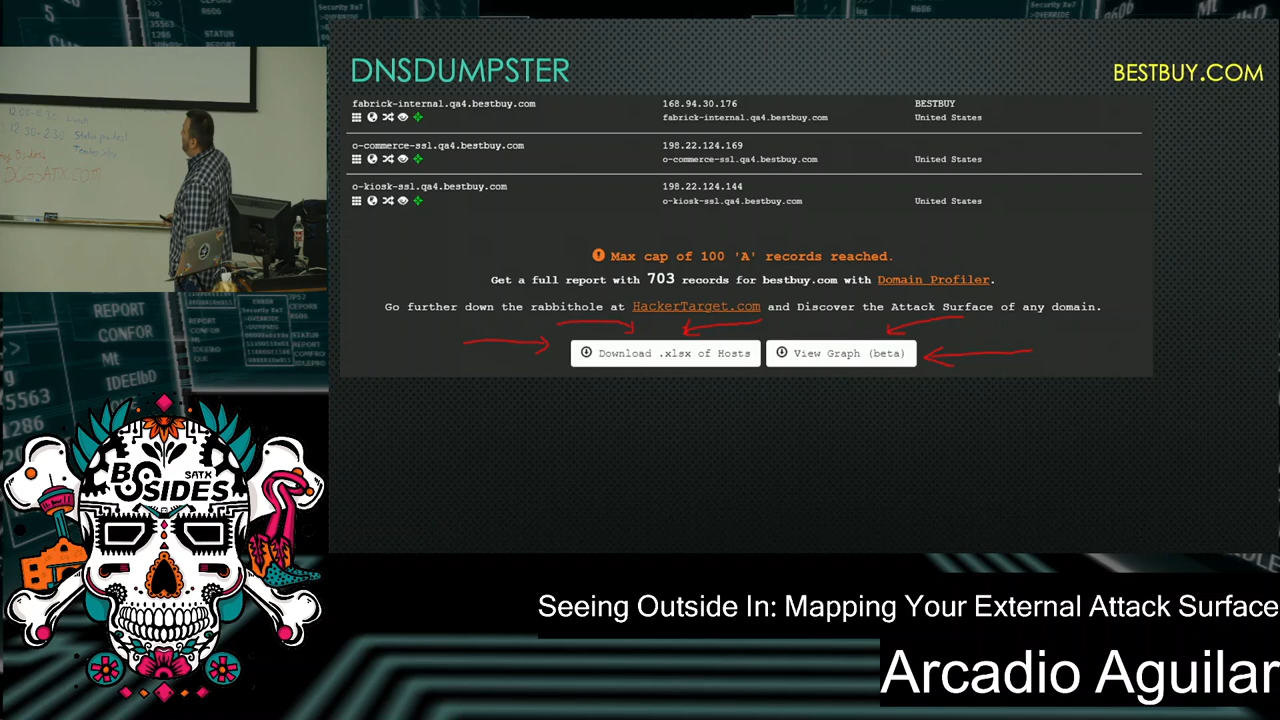 DNSDUMPSTER
BESTBUY.COM
fabrick-internal.qa4.bestbuy.com 168.94.30.176 BESTBUY
fabrick-internal.qa4.bestbuy.com United States
o-commerce-ssl.qa4.bestbuy.com 198.22.124.169
o-commerce-ssl.qa4.bestbuy.com United States
o-kiosk-ssl.qa4.bestbuy.com 198.22.124.144
o-kiosk-ssl.qa4.bestbuy.com United States
Max cap of 100 'A' records reached.
Get a full report with 703 records for bestbuy.com with Domain Profiler.
Go further down the rabbithole at HackerTarget.com and Discover the Attack Surface of any domain.
Download .xlsx of Hosts
View Graph (beta)
REPORT
CONFOR
Mt
BSIDES
SATX
Seeing Outside In: Mapping Your External Attack Surface
Arcadio Aguilar